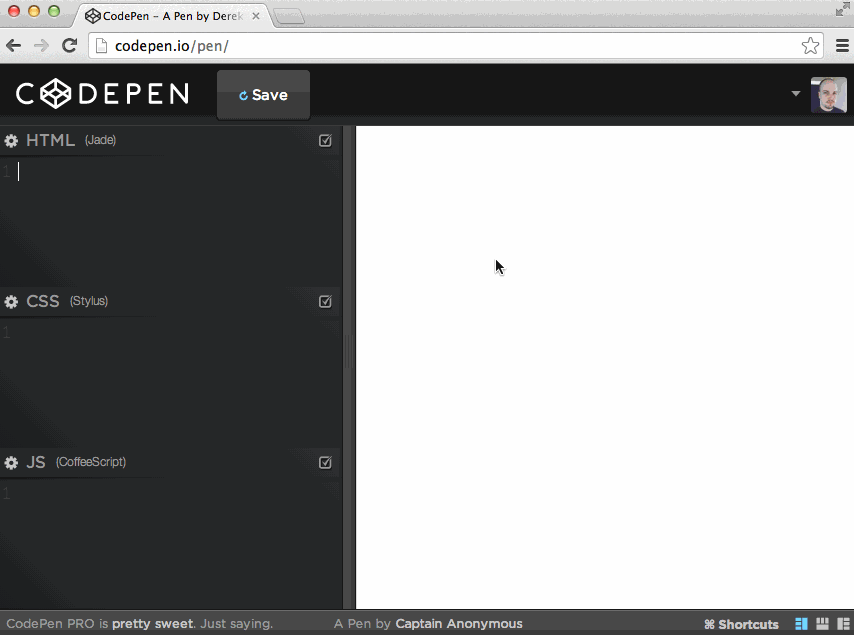 CodePen - A Pen by Derek
codepen.io/pen/
CODEPEN
Save
HTML (Jade)
1
CSS (Stylus)
1
JS (CoffeeScript)
1
CodePen PRO is pretty sweet. Just saying.
A Pen by Captain Anonymous
⌘ Shortcuts